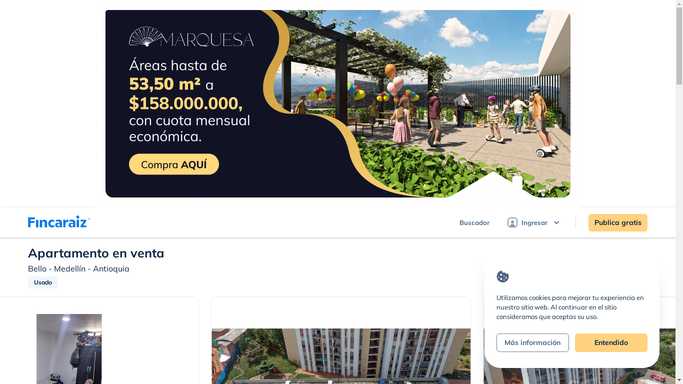 MARQUESA
Áreas hasta de
53,50 m² a
$158.000.000,
con cuota mensual
económica.
Compra AQUÍ
Fincaraiz
Buscador
Ingresar
Publica gratis
Apartamento en venta
Bello - Medellín - Antioquia
Usado
Utilizamos cookies para mejorar tu experiencia en
nuestro sitio web. Al continuar en el sitio
consideramos que aceptas su uso.
Más información
Entendido